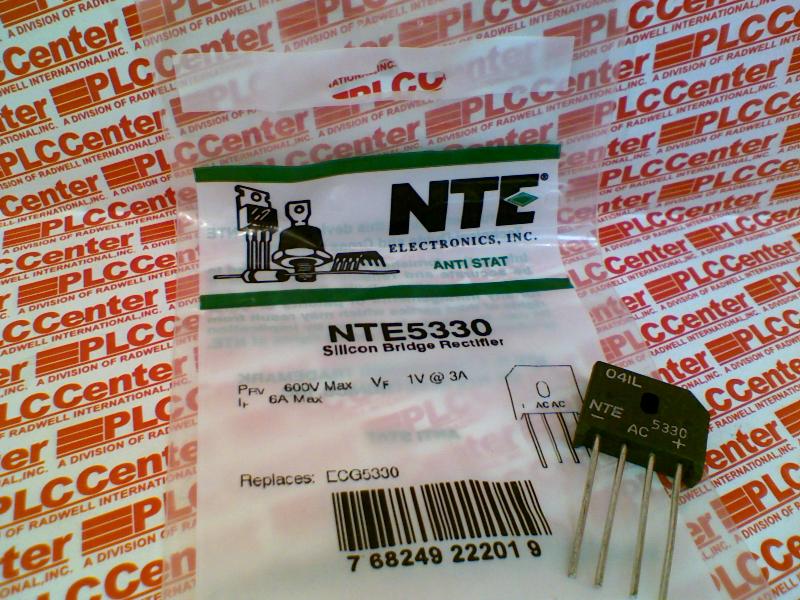 PLCCenter
A DIVISION OF RADWELL INTERNATIONAL, INC.
NTE®
ELECTRONICS, INC.
ANTI STAT
NTE5330
Silicon Bridge Rectifier
PRV 600V Max VF 1V @ 3A
IF 6A Max
AC AC
Replaces: ECG5330
7 68249 22201 9
041L
NTE 5330
− AC +